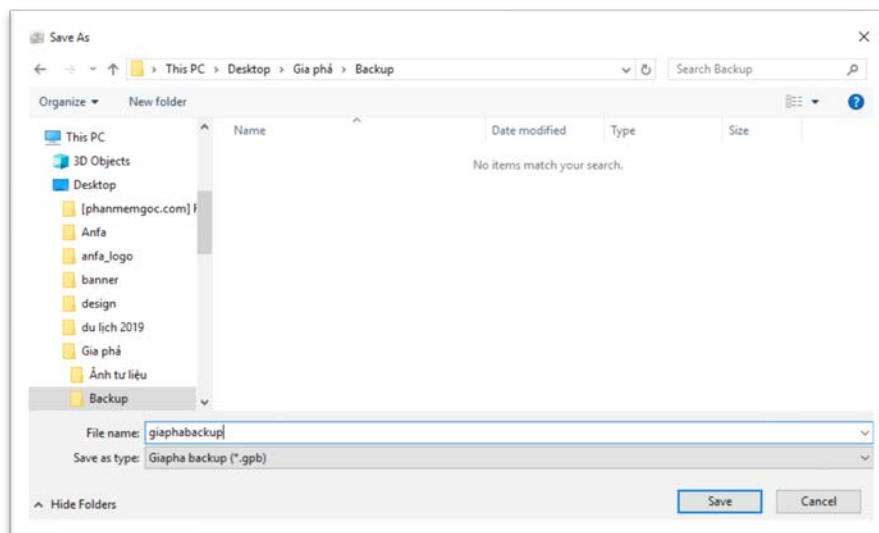 Save As
This PC > Desktop > Gia phả > Backup
Search Backup
Organize
New folder
Name
Date modified
Type
Size
No items match your search.
This PC
3D Objects
Desktop
[phanmemgoc.com] F
Anfa
anfa_logo
banner
design
du lịch 2019
Gia phả
Ảnh tư liệu
Backup
File name: giaphabackup
Save as type: Giapha backup (*.gpb)
Hide Folders
Save
Cancel